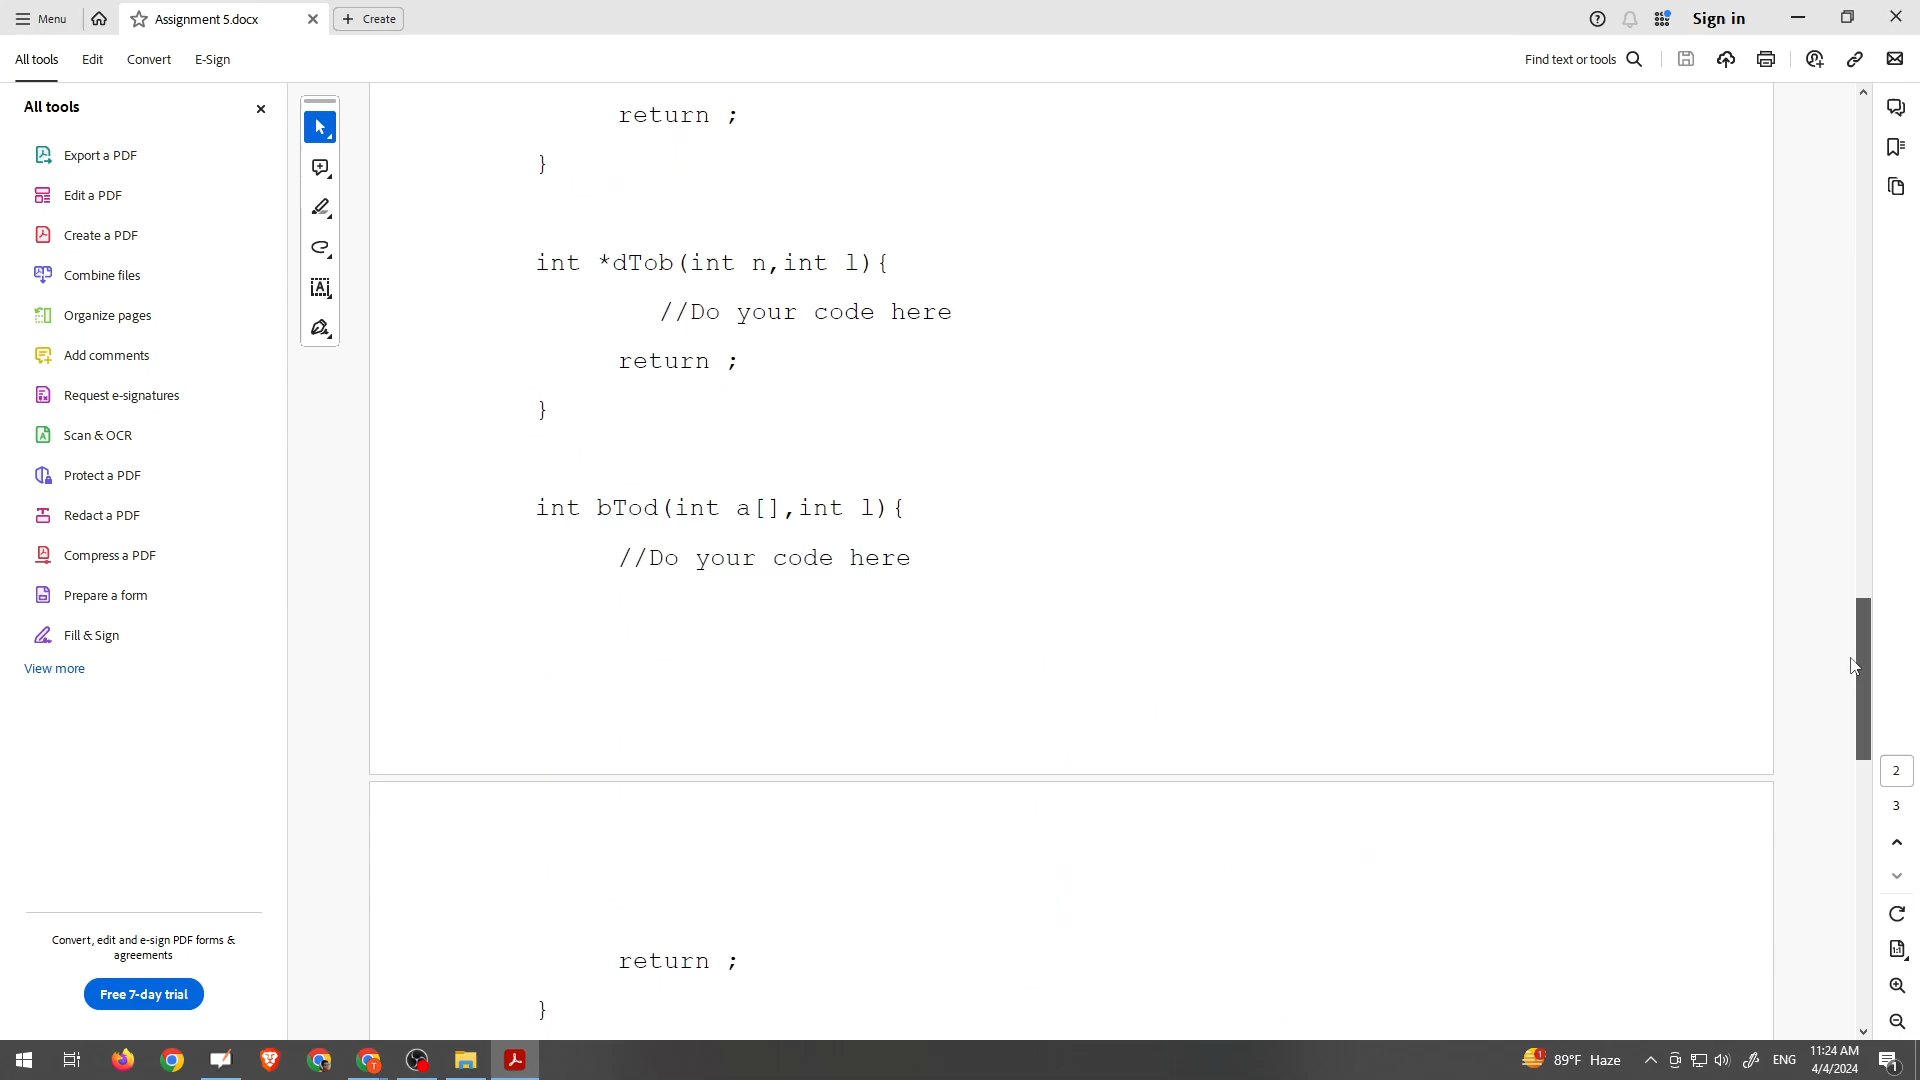 Menu
Assignment 5.docx
Create
Sign in
All tools
Edit
Convert
E-Sign
Find text or tools
All tools
Export a PDF
Edit a PDF
Create a PDF
Combine files
Organize pages
Add comments
Request e-signatures
Scan & OCR
Protect a PDF
Redact a PDF
Compress a PDF
Prepare a form
Fill & Sign
View more
Convert, edit and e-sign PDF forms &
agreements
Free 7-day trial
return ;
}
int *dTob(int n,int l){
//Do your code here
return ;
}
int bTod(int a[],int l){
//Do your code here
return ;
}
2
3
1:1
89°F Haze
ENG
11:24 AM
4/4/2024
1